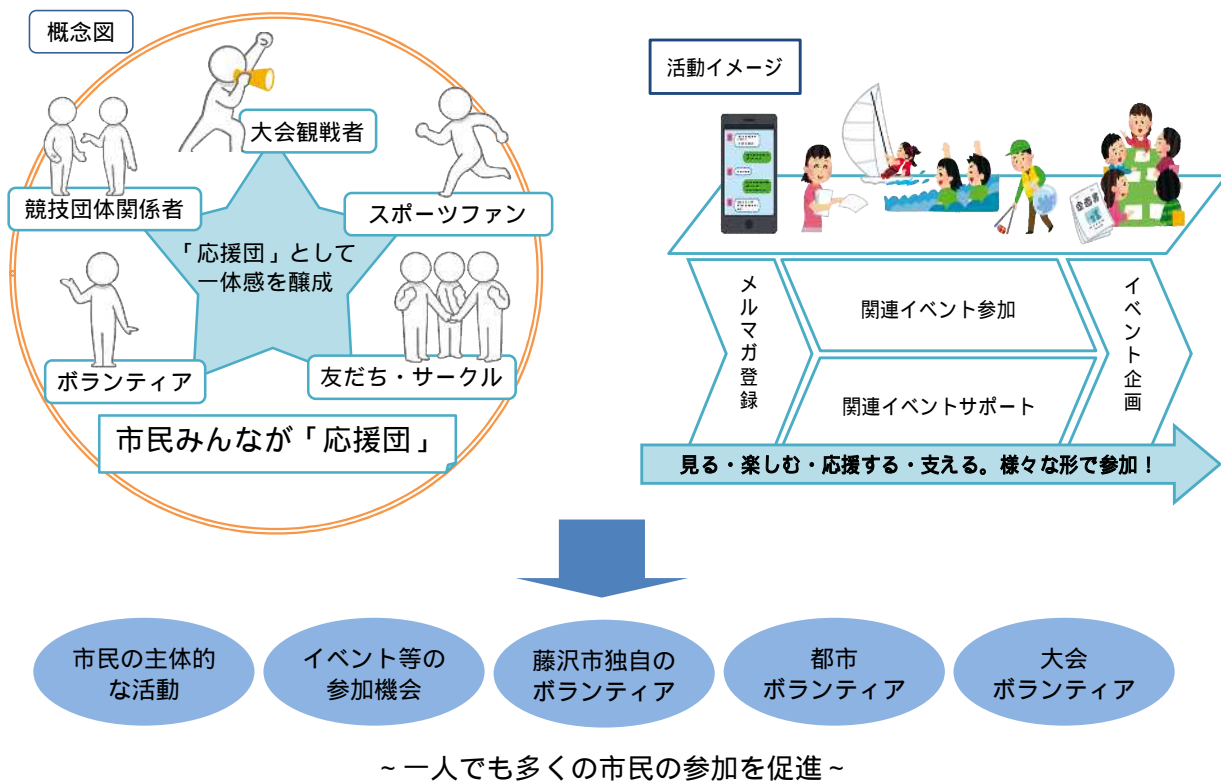 概念図
大会観戦者
競技団体関係者
スポーツファン
「応援団」として
一体感を醸成
ボランティア
友だち・サークル
市民みんなが「応援団」
活動イメージ
企画書
メルマガ登録
関連イベント参加
関連イベントサポート
イベント企画
見る・楽しむ・応援する・支える。様々な形で参加!
市民の主体的
な活動
イベント等の
参加機会
藤沢市独自の
ボランティア
都市
ボランティア
大会
ボランティア
~一人でも多くの市民の参加を促進~